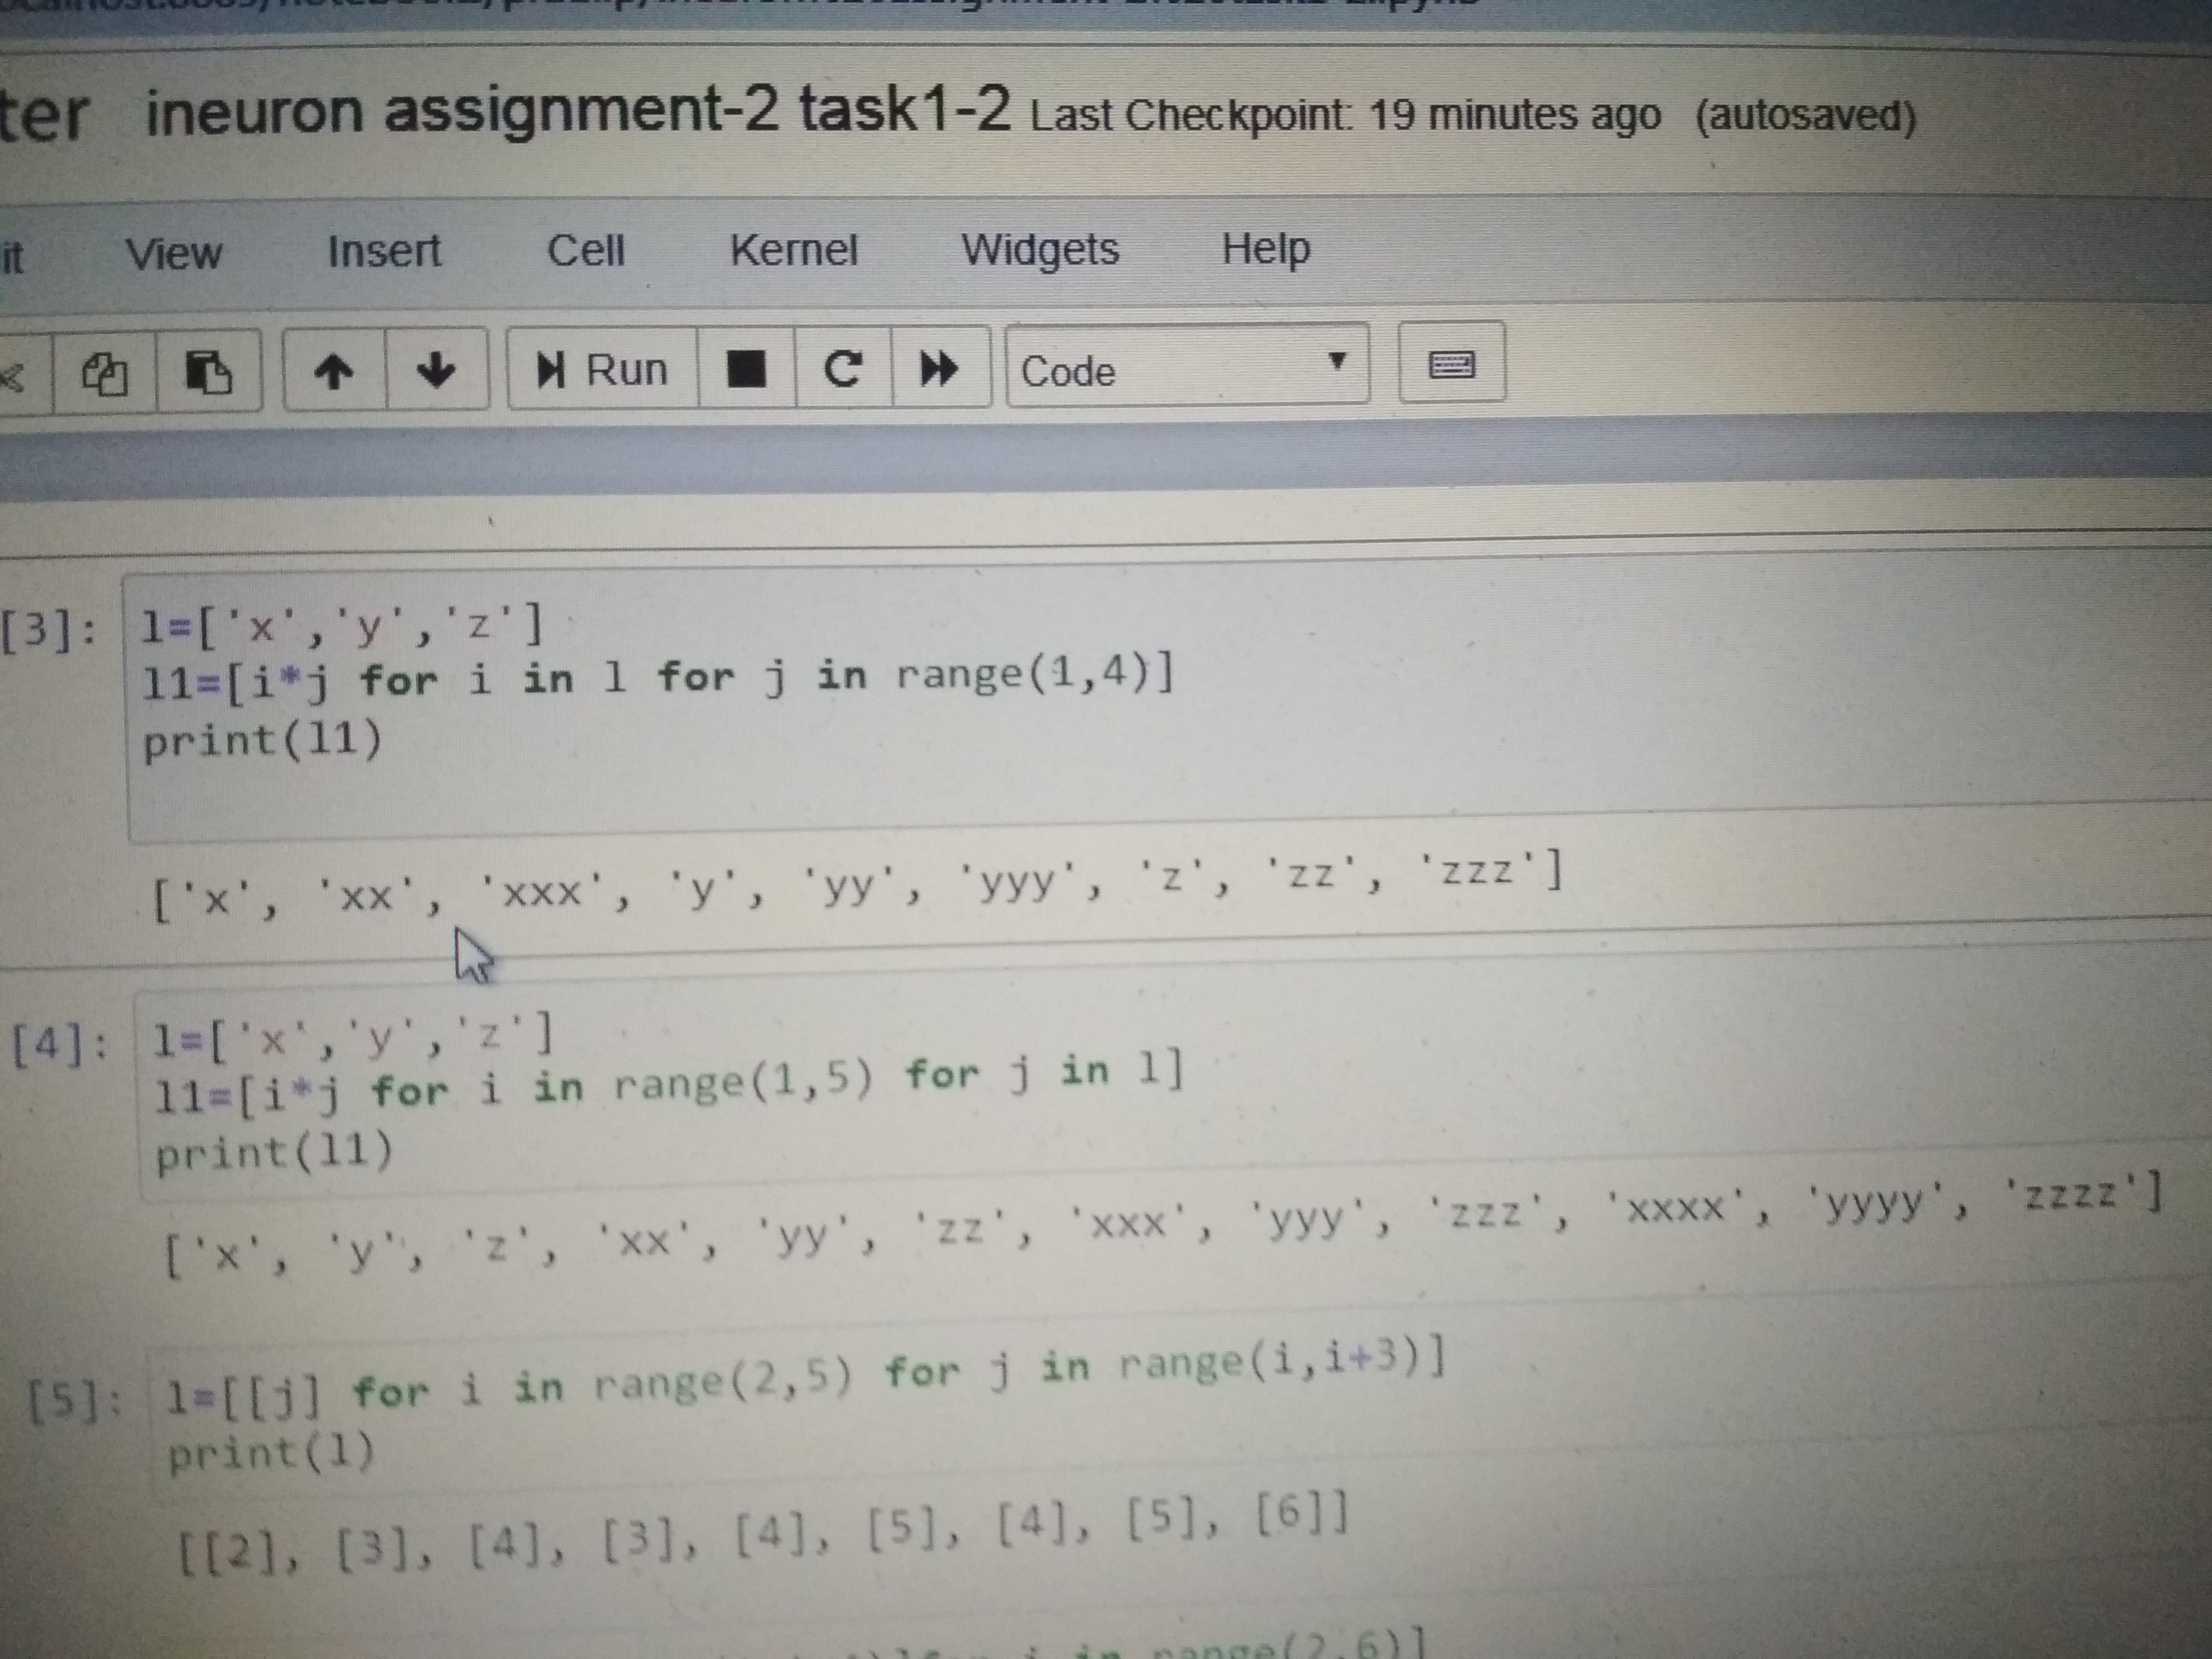 ter ineuron assignment-2 task1-2 Last Checkpoint: 19 minutes ago (autosaved)
it View Insert Cell Kernel Widgets Help
Run Code
[3]: l=['x','y','z']
l1=[i*j for i in l for j in range(1,4)]
print(l1)
['x', 'xx', 'xxx', 'y', 'yy', 'yyy', 'z', 'zz', 'zzz']
[4]: l=['x','y','z']
l1=[i*j for i in range(1,5) for j in l]
print(l1)
['x', 'y', 'z', 'xx', 'yy', 'zz', 'xxx', 'yyy', 'zzz', 'xxxx', 'yyyy', 'zzzz']
[5]: l=[[j] for i in range(2,5) for j in range(i,i+3)]
print(l)
[[2], [3], [4], [3], [4], [5], [4], [5], [6]]
in range(2,6)]